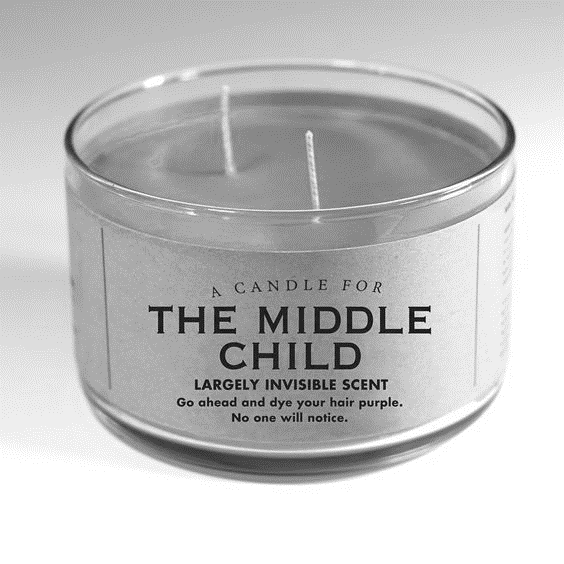 A CANDLE FOR
THE MIDDLE
CHILD
LARGELY INVISIBLE SCENT
Go ahead and dye your hair purple.
No one will notice.